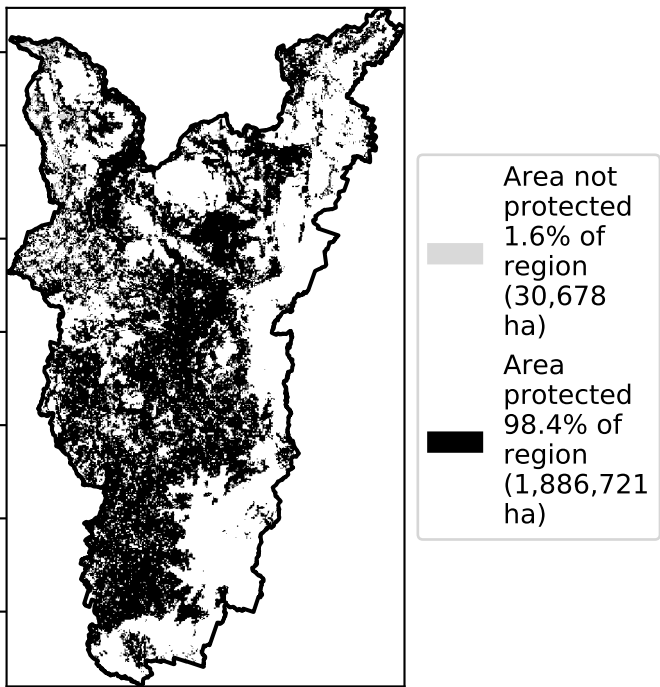 Area not
protected
1.6% of
region
(30,678
ha)
Area
protected
98.4% of
region
(1,886,721
ha)